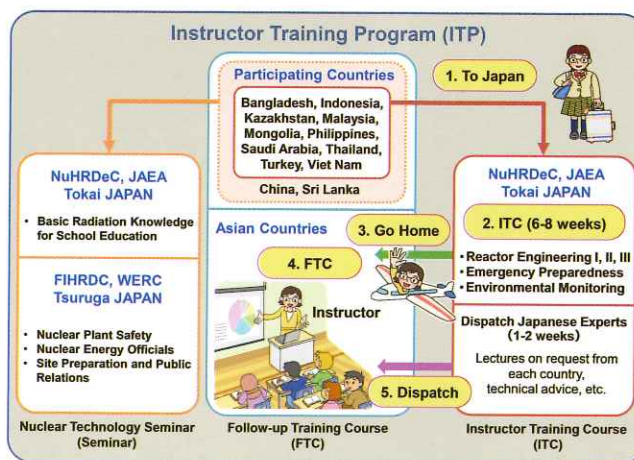 Instructor Training Program (ITP)
Participating Countries
Bangladesh, Indonesia,
Kazakhstan, Malaysia,
Mongolia, Philippines,
Saudi Arabia, Thailand,
Turkey, Viet Nam
China, Sri Lanka
1. To Japan
NuHRDeC, JAEA
Tokai JAPAN
• Basic Radiation Knowledge
for School Education
FIHRDC, WERC
Tsuruga JAPAN
• Nuclear Plant Safety
• Nuclear Energy Officials
• Site Preparation and Public
Relations
Nuclear Technology Seminar
(Seminar)
Asian Countries
3. Go Home
4. FTC
Instructor
5. Dispatch
Follow-up Training Course
(FTC)
NuHRDeC, JAEA
Tokai JAPAN
2. ITC (6-8 weeks)
• Reactor Engineering I, II, III
• Emergency Preparedness
• Environmental Monitoring
Dispatch Japanese Experts
(1-2 weeks)
Lectures on request from
each country,
technical advice, etc.
Instructor Training Course
(ITC)